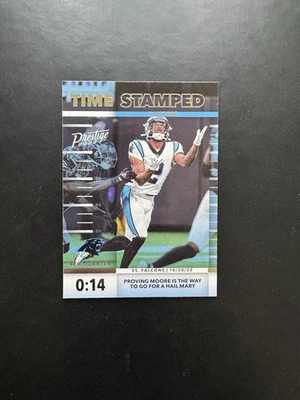 TIME STAMPED
Prestige
2
VS. FALCONS | 10/30/22
0:14
PROVING MOORE IS THE WAY
TO GO FOR A HAIL MARY